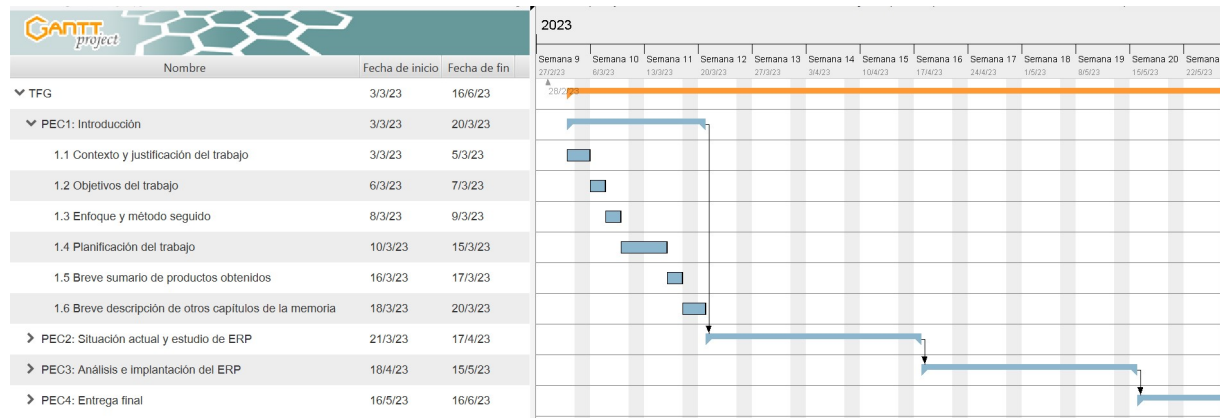 GANTT
project
2023
Nombre Fecha de inicio Fecha de fin
Semana 9 Semana 10 Semana 11 Semana 12 Semana 13 Semana 14 Semana 15 Semana 16 Semana 17 Semana 18 Semana 19 Semana 20 Semana
27/2/23 6/3/23 13/3/23 20/3/23 27/3/23 3/4/23 10/4/23 17/4/23 24/4/23 1/5/23 8/5/23 15/5/23 22/5/23
TFG 3/3/23 16/6/23
28/2/23
PEC1: Introducción 3/3/23 20/3/23
1.1 Contexto y justificación del trabajo 3/3/23 5/3/23
1.2 Objetivos del trabajo 6/3/23 7/3/23
1.3 Enfoque y método seguido 8/3/23 9/3/23
1.4 Planificación del trabajo 10/3/23 15/3/23
1.5 Breve sumario de productos obtenidos 16/3/23 17/3/23
1.6 Breve descripción de otros capítulos de la memoria 18/3/23 20/3/23
PEC2: Situación actual y estudio de ERP 21/3/23 17/4/23
PEC3: Análisis e implantación del ERP 18/4/23 15/5/23
PEC4: Entrega final 16/5/23 16/6/23